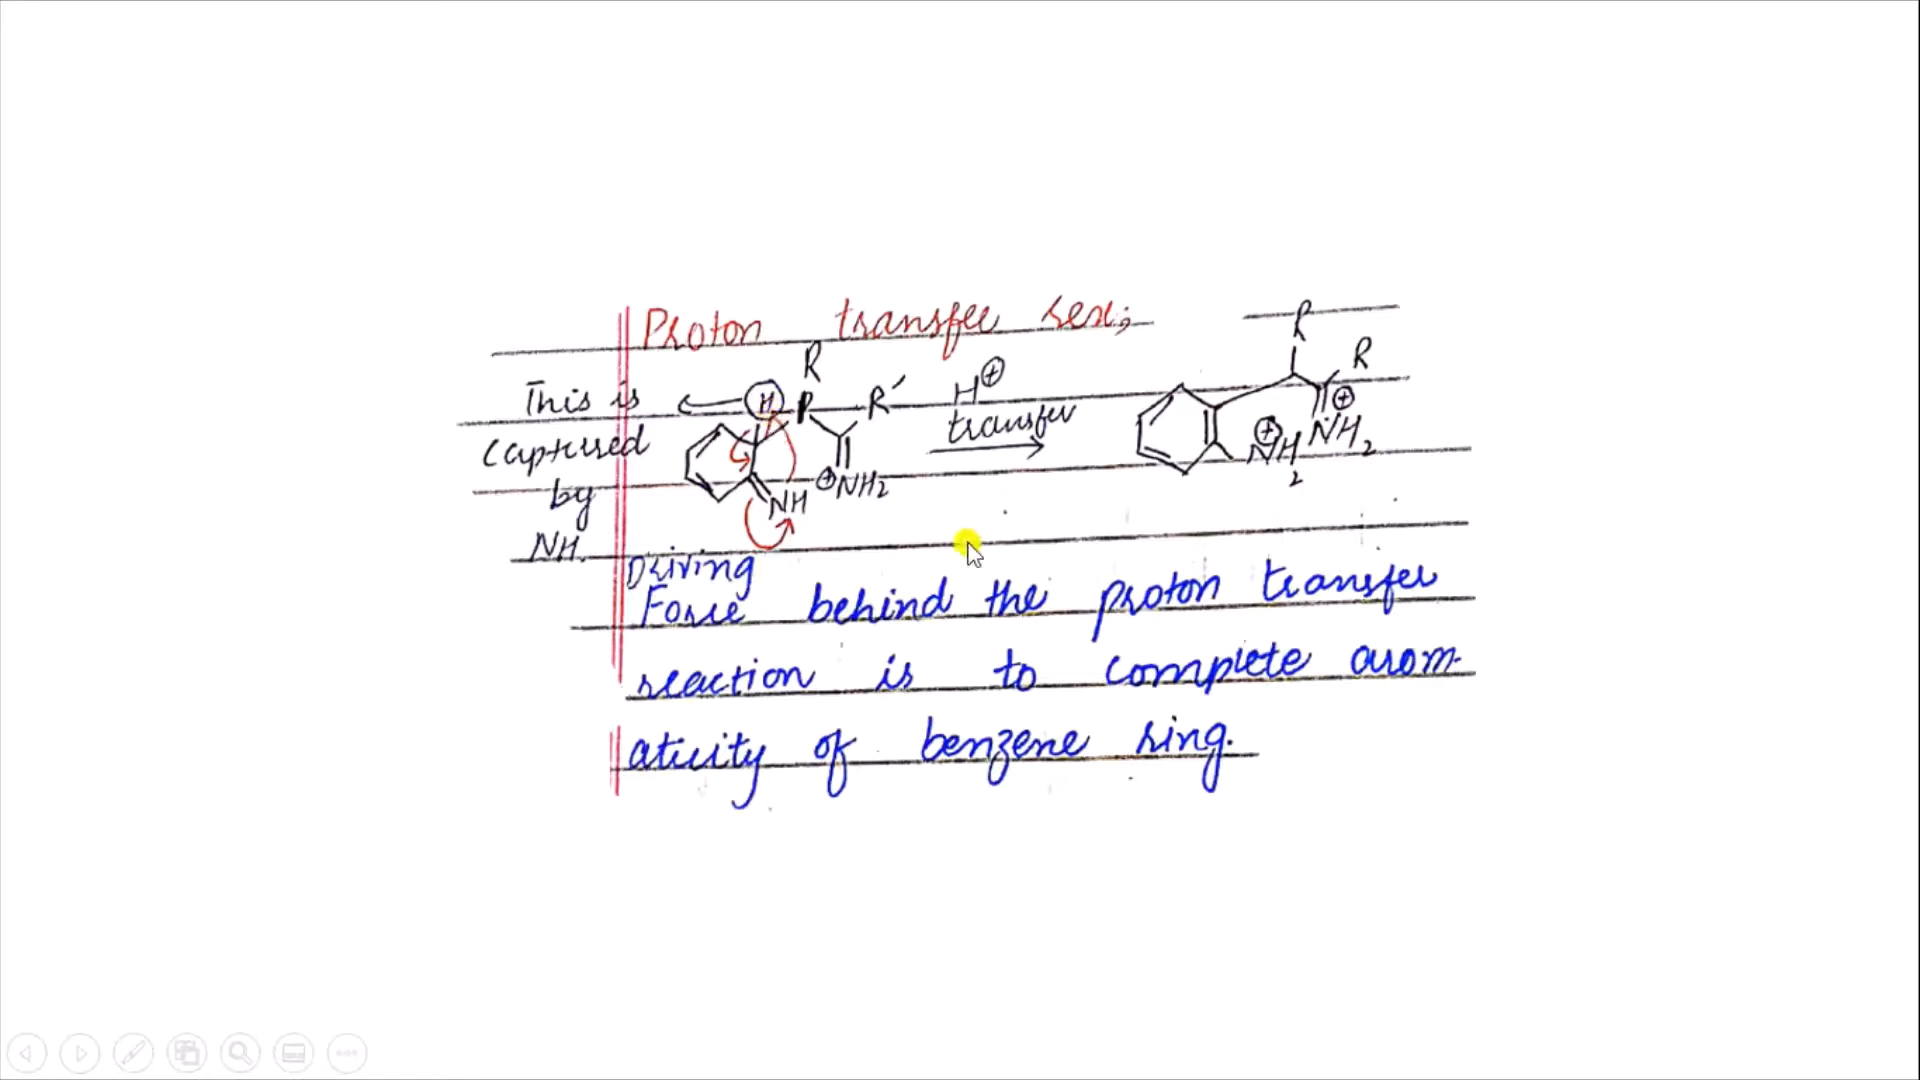 Proton transfer rex;
R
This is
H
R
R′
H⊕
transfer
captured
by
NH.
NH
⊕NH2
R
R
⊕
NH2
⊕
NH2
Driving
Force behind the proton transfer
reaction is to complete arom-
aticity of benzene ring.